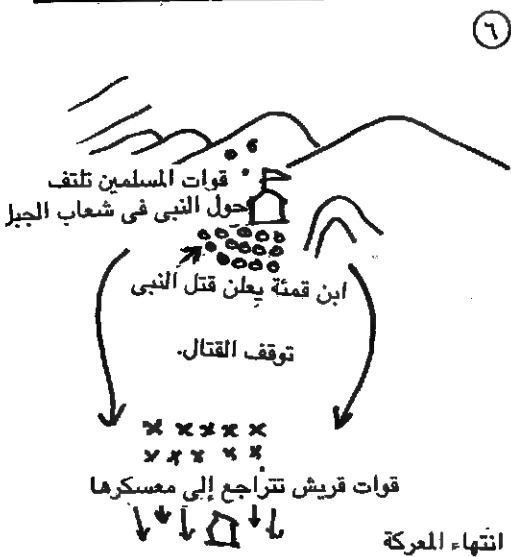 ٦
قوات المسلمين تلتف
حول النبى فى شعاب الجبل
ابن قمئة يعلن قتل النبى
توقف القتال.
قوات قريش تتراجع إلى معسكرها
انتهاء المعركة